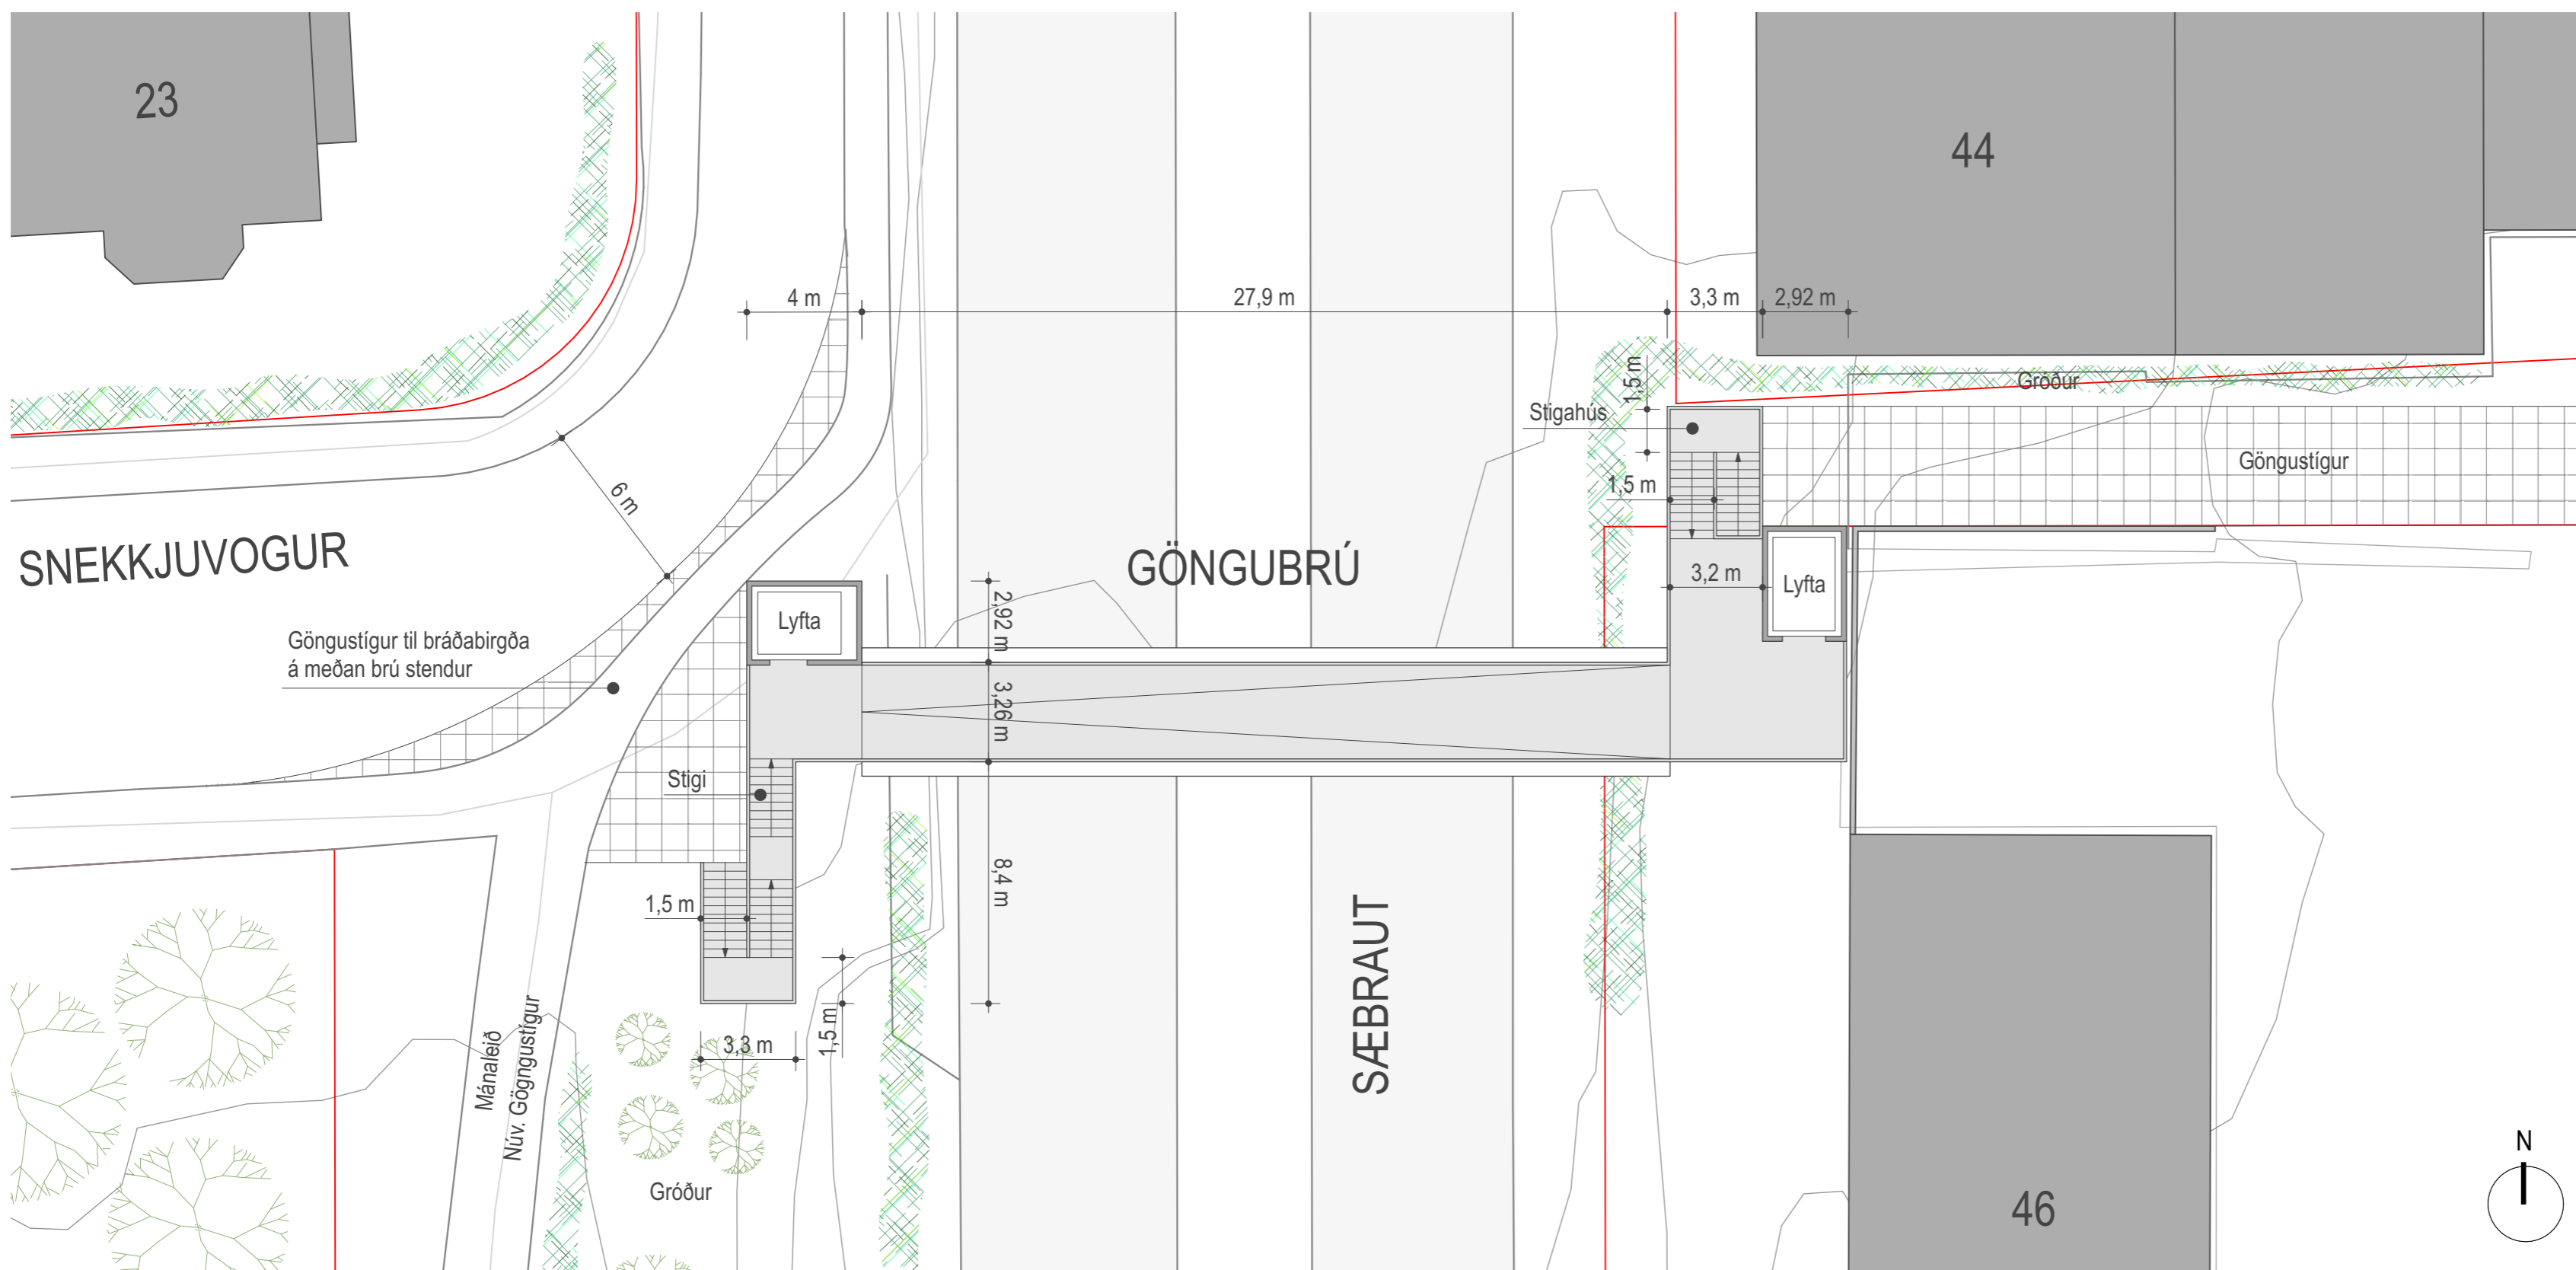 23
44
4 m
27,9 m
3,3 m
2,92 m
1,5 m
Gróður
Stigahús
Göngustígur
1,5 m
6 m
SNEKKJUVOGUR
GÖNGUBRÚ
3,2 m
Lyfta
2,92 m
Lyfta
Göngustígur til bráðabirgða
á meðan brú stendur
3,26 m
Stigi
8,4 m
1,5 m
SÆBRAUT
1,5 m
3,3 m
Mánaleið
Núv. Gögngustígur
Gróður
46
N